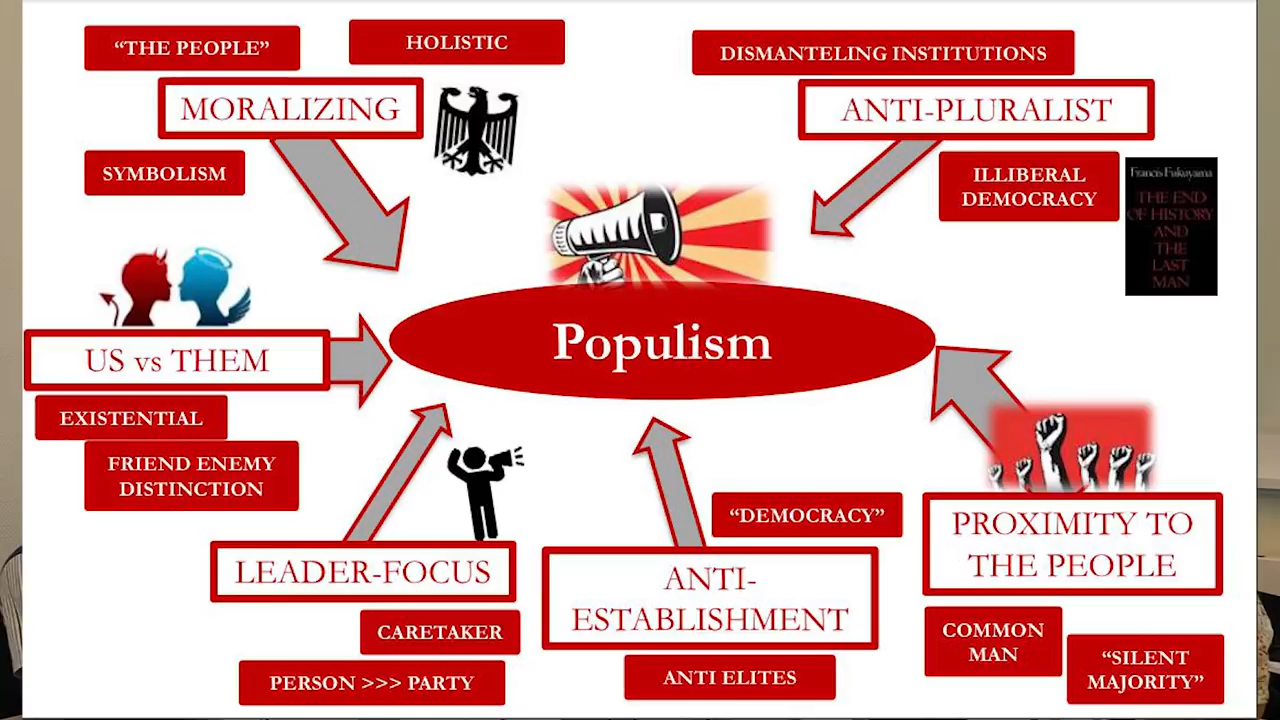 “THE PEOPLE”
HOLISTIC
MORALIZING
SYMBOLISM
DISMANTELING INSTITUTIONS
ANTI-PLURALIST
ILLIBERAL
DEMOCRACY
Francis Fukuyama
THE END
OF HISTORY
AND
THE
LAST
MAN
Populism
US vs THEM
EXISTENTIAL
FRIEND ENEMY
DISTINCTION
LEADER-FOCUS
CARETAKER
PERSON >>> PARTY
“DEMOCRACY”
ANTI-
ESTABLISHMENT
ANTI ELITES
PROXIMITY TO
THE PEOPLE
COMMON
MAN
“SILENT
MAJORITY”